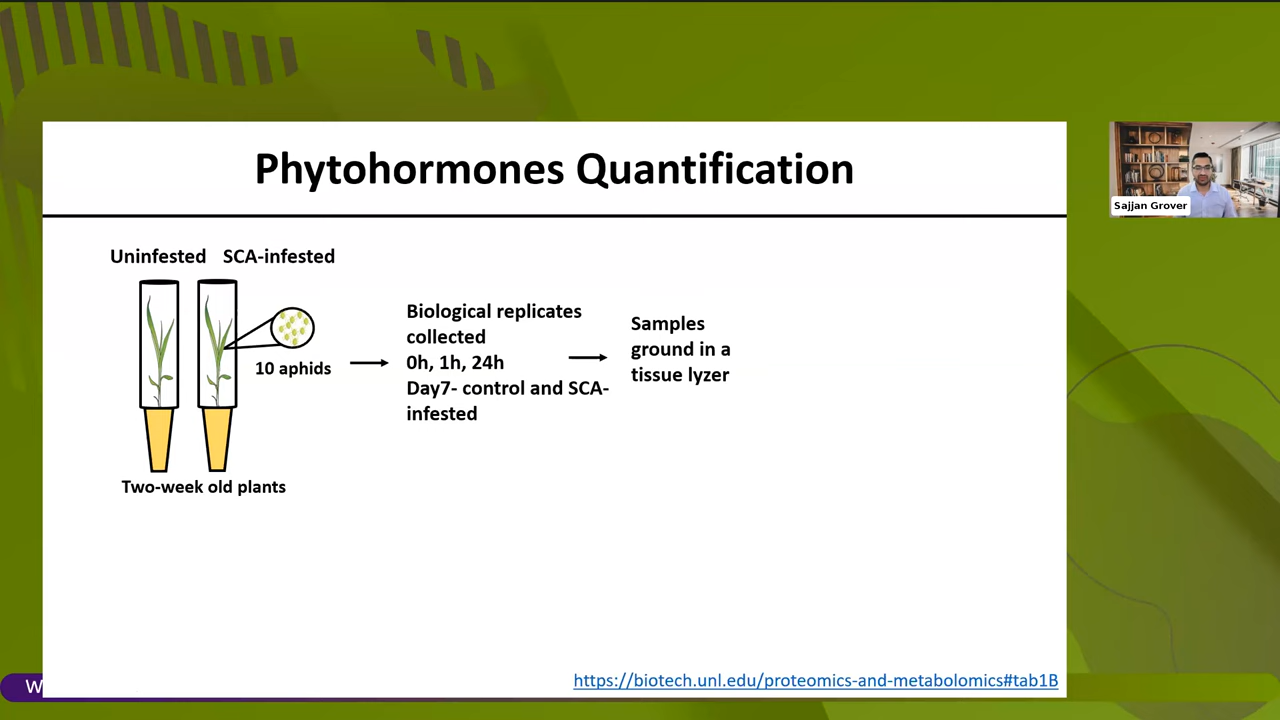 Phytohormones Quantification
Sajjan Grover
Uninfested SCA-infested
10 aphids
Two-week old plants
Biological replicates
collected
0h, 1h, 24h
Day7- control and SCA-
infested
Samples
ground in a
tissue lyzer
https://biotech.unl.edu/proteomics-and-metabolomics#tab1B